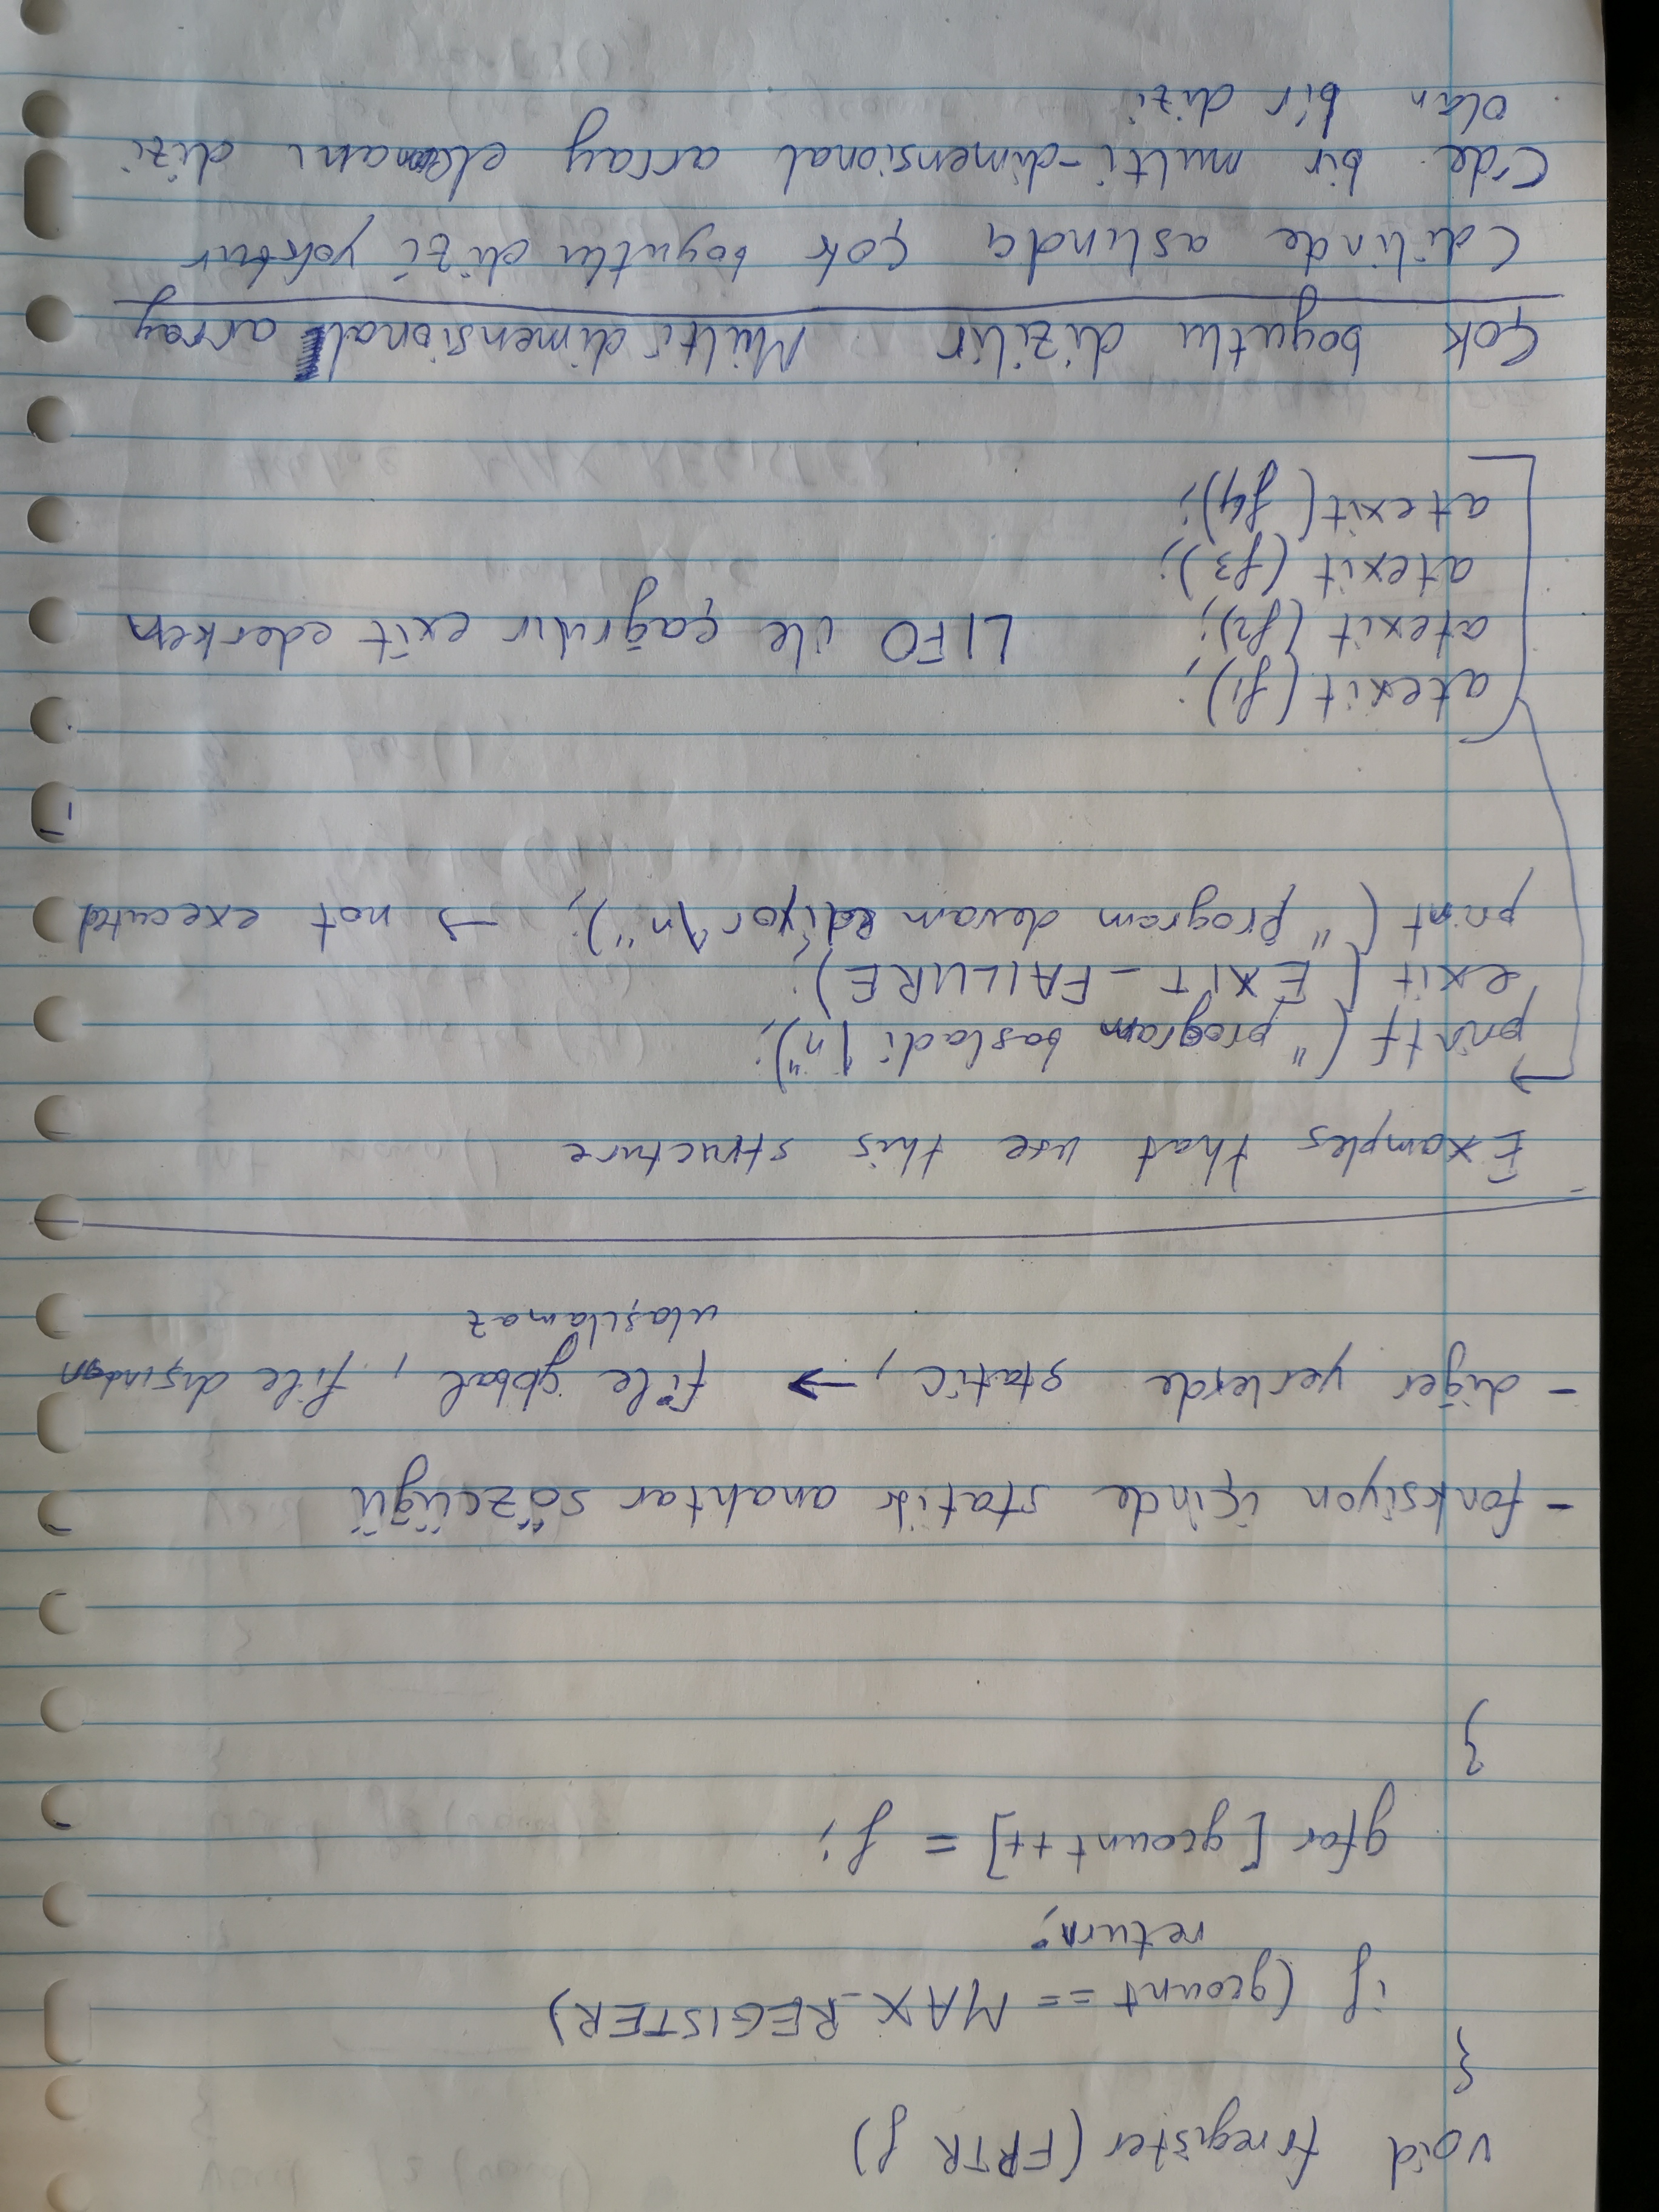 void frregister (FPTR f)
{
if (gcount == MAX_REGISTER)
return;
gfar [gcount ++] = f;
}
- fonksiyon içinde statik anahtar sözcüğü
- diğer yerlerde static, → file global, file dışından
ulaşılamaz
Examples that use this structure
printf (" program basladi \n");
exit ( EXIT_FAILURE);
print (" program devam ediyor \n"); → not executed
atexit (f1);
atexit (f2); LIFO ile çağrılır exit ederken
atexit (f3);
atexit( f4);
Çok boyutlu dizilir Multi dimensional array
C dilinde aslında çok boyutlu dizi yoktur
C'de bir multi-dimensional array elemanı dizi
olan bir dizi